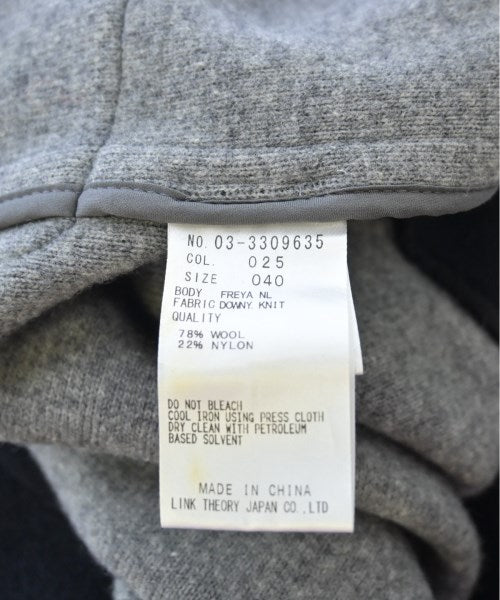 NO. 03-3309635
COL. 025
SIZE 040
BODY FREYA NL
FABRIC DOWNY KNIT
QUALITY
78% WOOL
22% NYLON
DO NOT BLEACH
COOL IRON USING PRESS CLOTH
DRY CLEAN WITH PETROLEUM
BASED SOLVENT
MADE IN CHINA
LINK THEORY JAPAN CO.,LTD